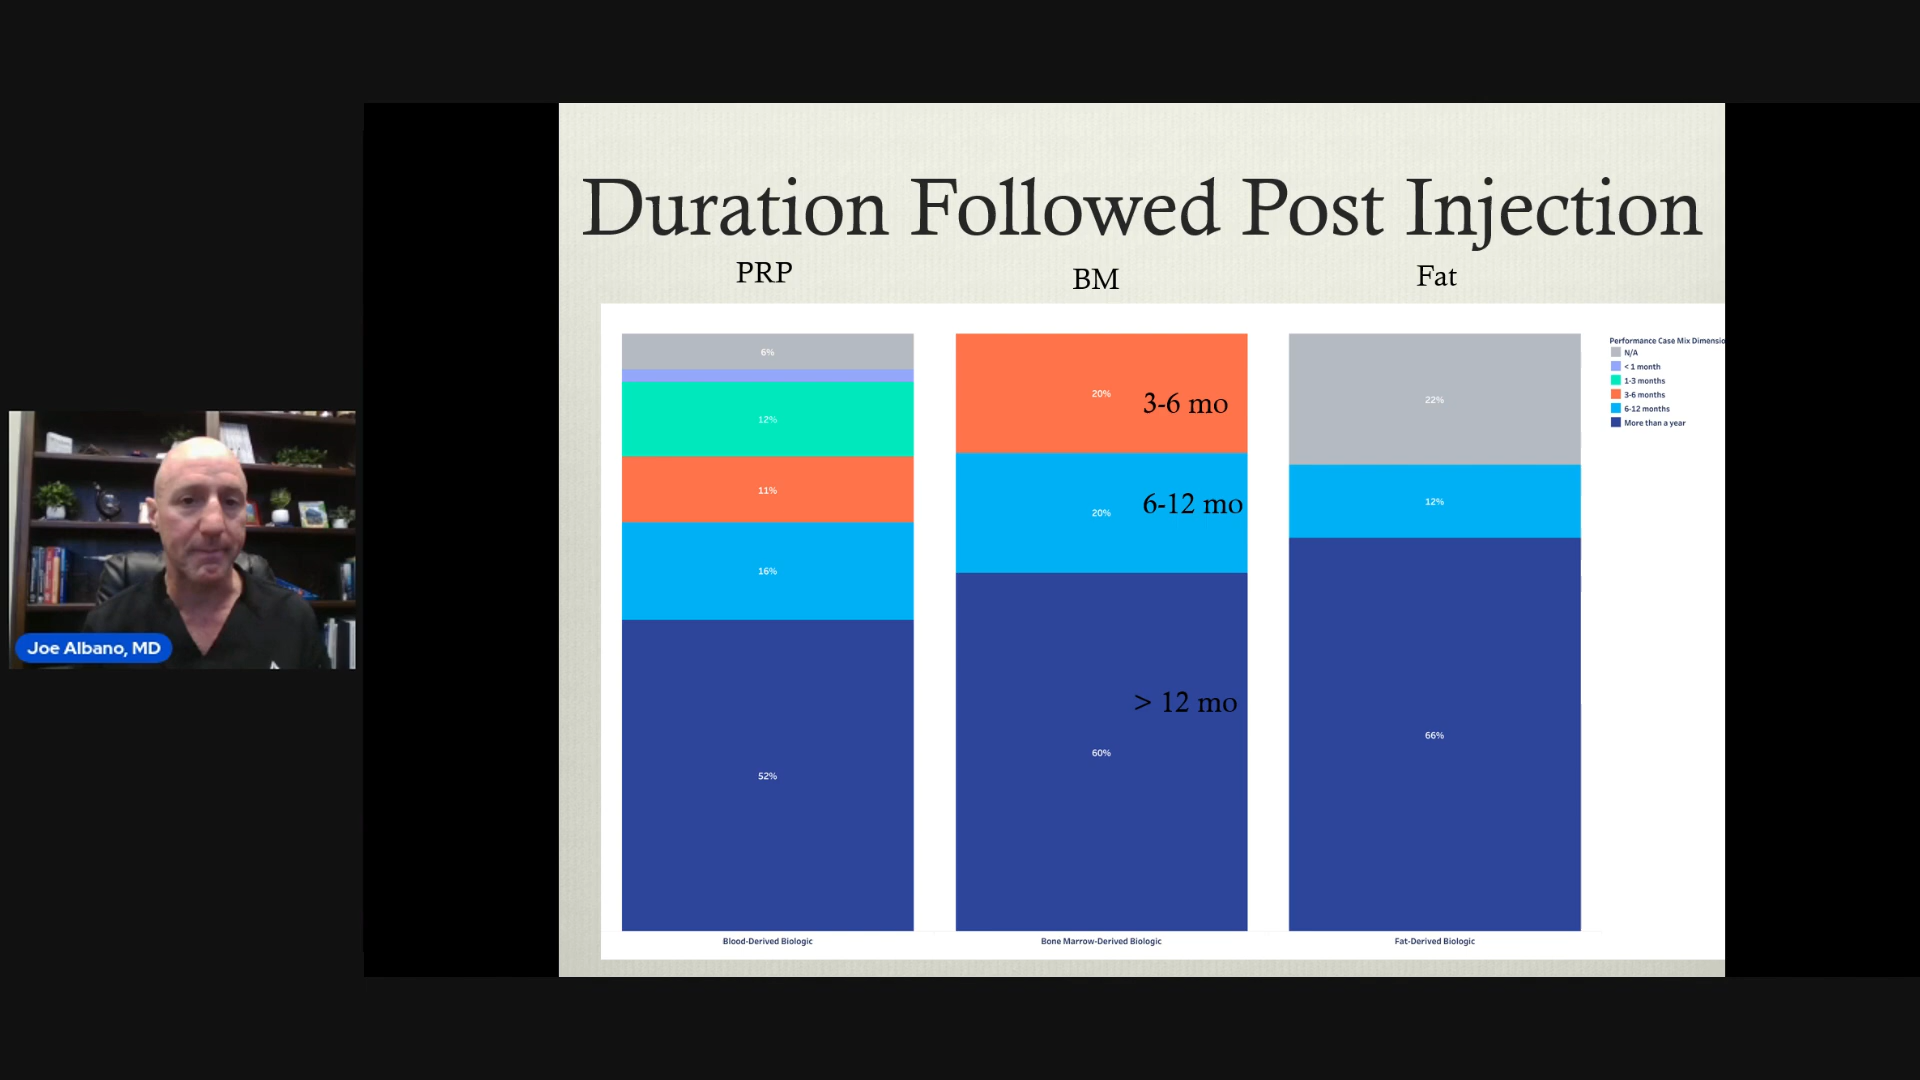 Duration Followed Post Injection
PRP
BM
Fat
6%
12%
11%
16%
52%
20%
3-6 mo
20%
6-12 mo
> 12 mo
60%
22%
12%
66%
Performance Case Mix Dimensio
N/A
< 1 month
1-3 months
3-6 months
6-12 months
More than a year
Blood-Derived Biologic
Bone Marrow-Derived Biologic
Fat-Derived Biologic
Joe Albano, MD